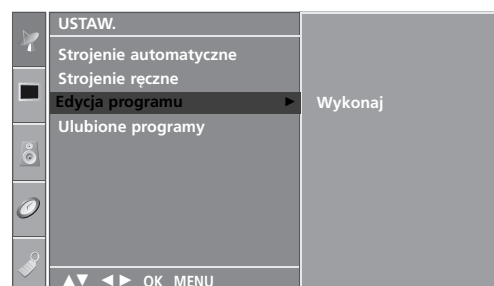 USTAW.
Strojenie automatyczne
Strojenie ręczne
Edycja programu ► Wykonaj
Ulubione programy
▲▼ ◄► OK MENU